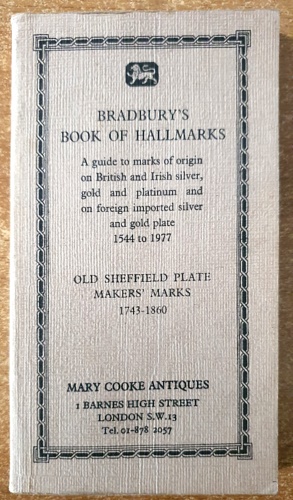 BRADBURY'S
BOOK OF HALLMARKS
A guide to marks of origin
on British and Irish silver,
gold and platinum and
on foreign imported silver
and gold plate
1544 to 1977
OLD SHEFFIELD PLATE
MAKERS' MARKS
1743-1860
MARY COOKE ANTIQUES
1 BARNES HIGH STREET
LONDON S.W.13
Tel. 01-878 2057